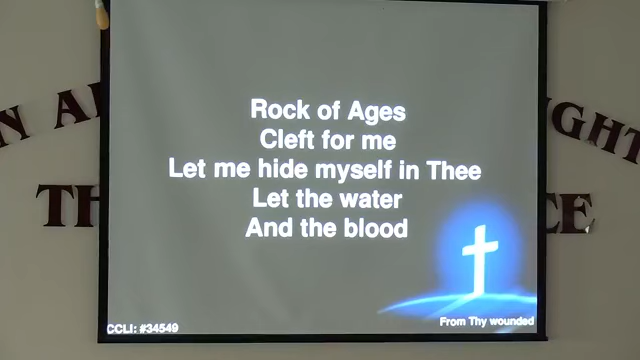 Rock of Ages
Cleft for me
Let me hide myself in Thee
Let the water
And the blood
From Thy wounded
CCLI: #34549